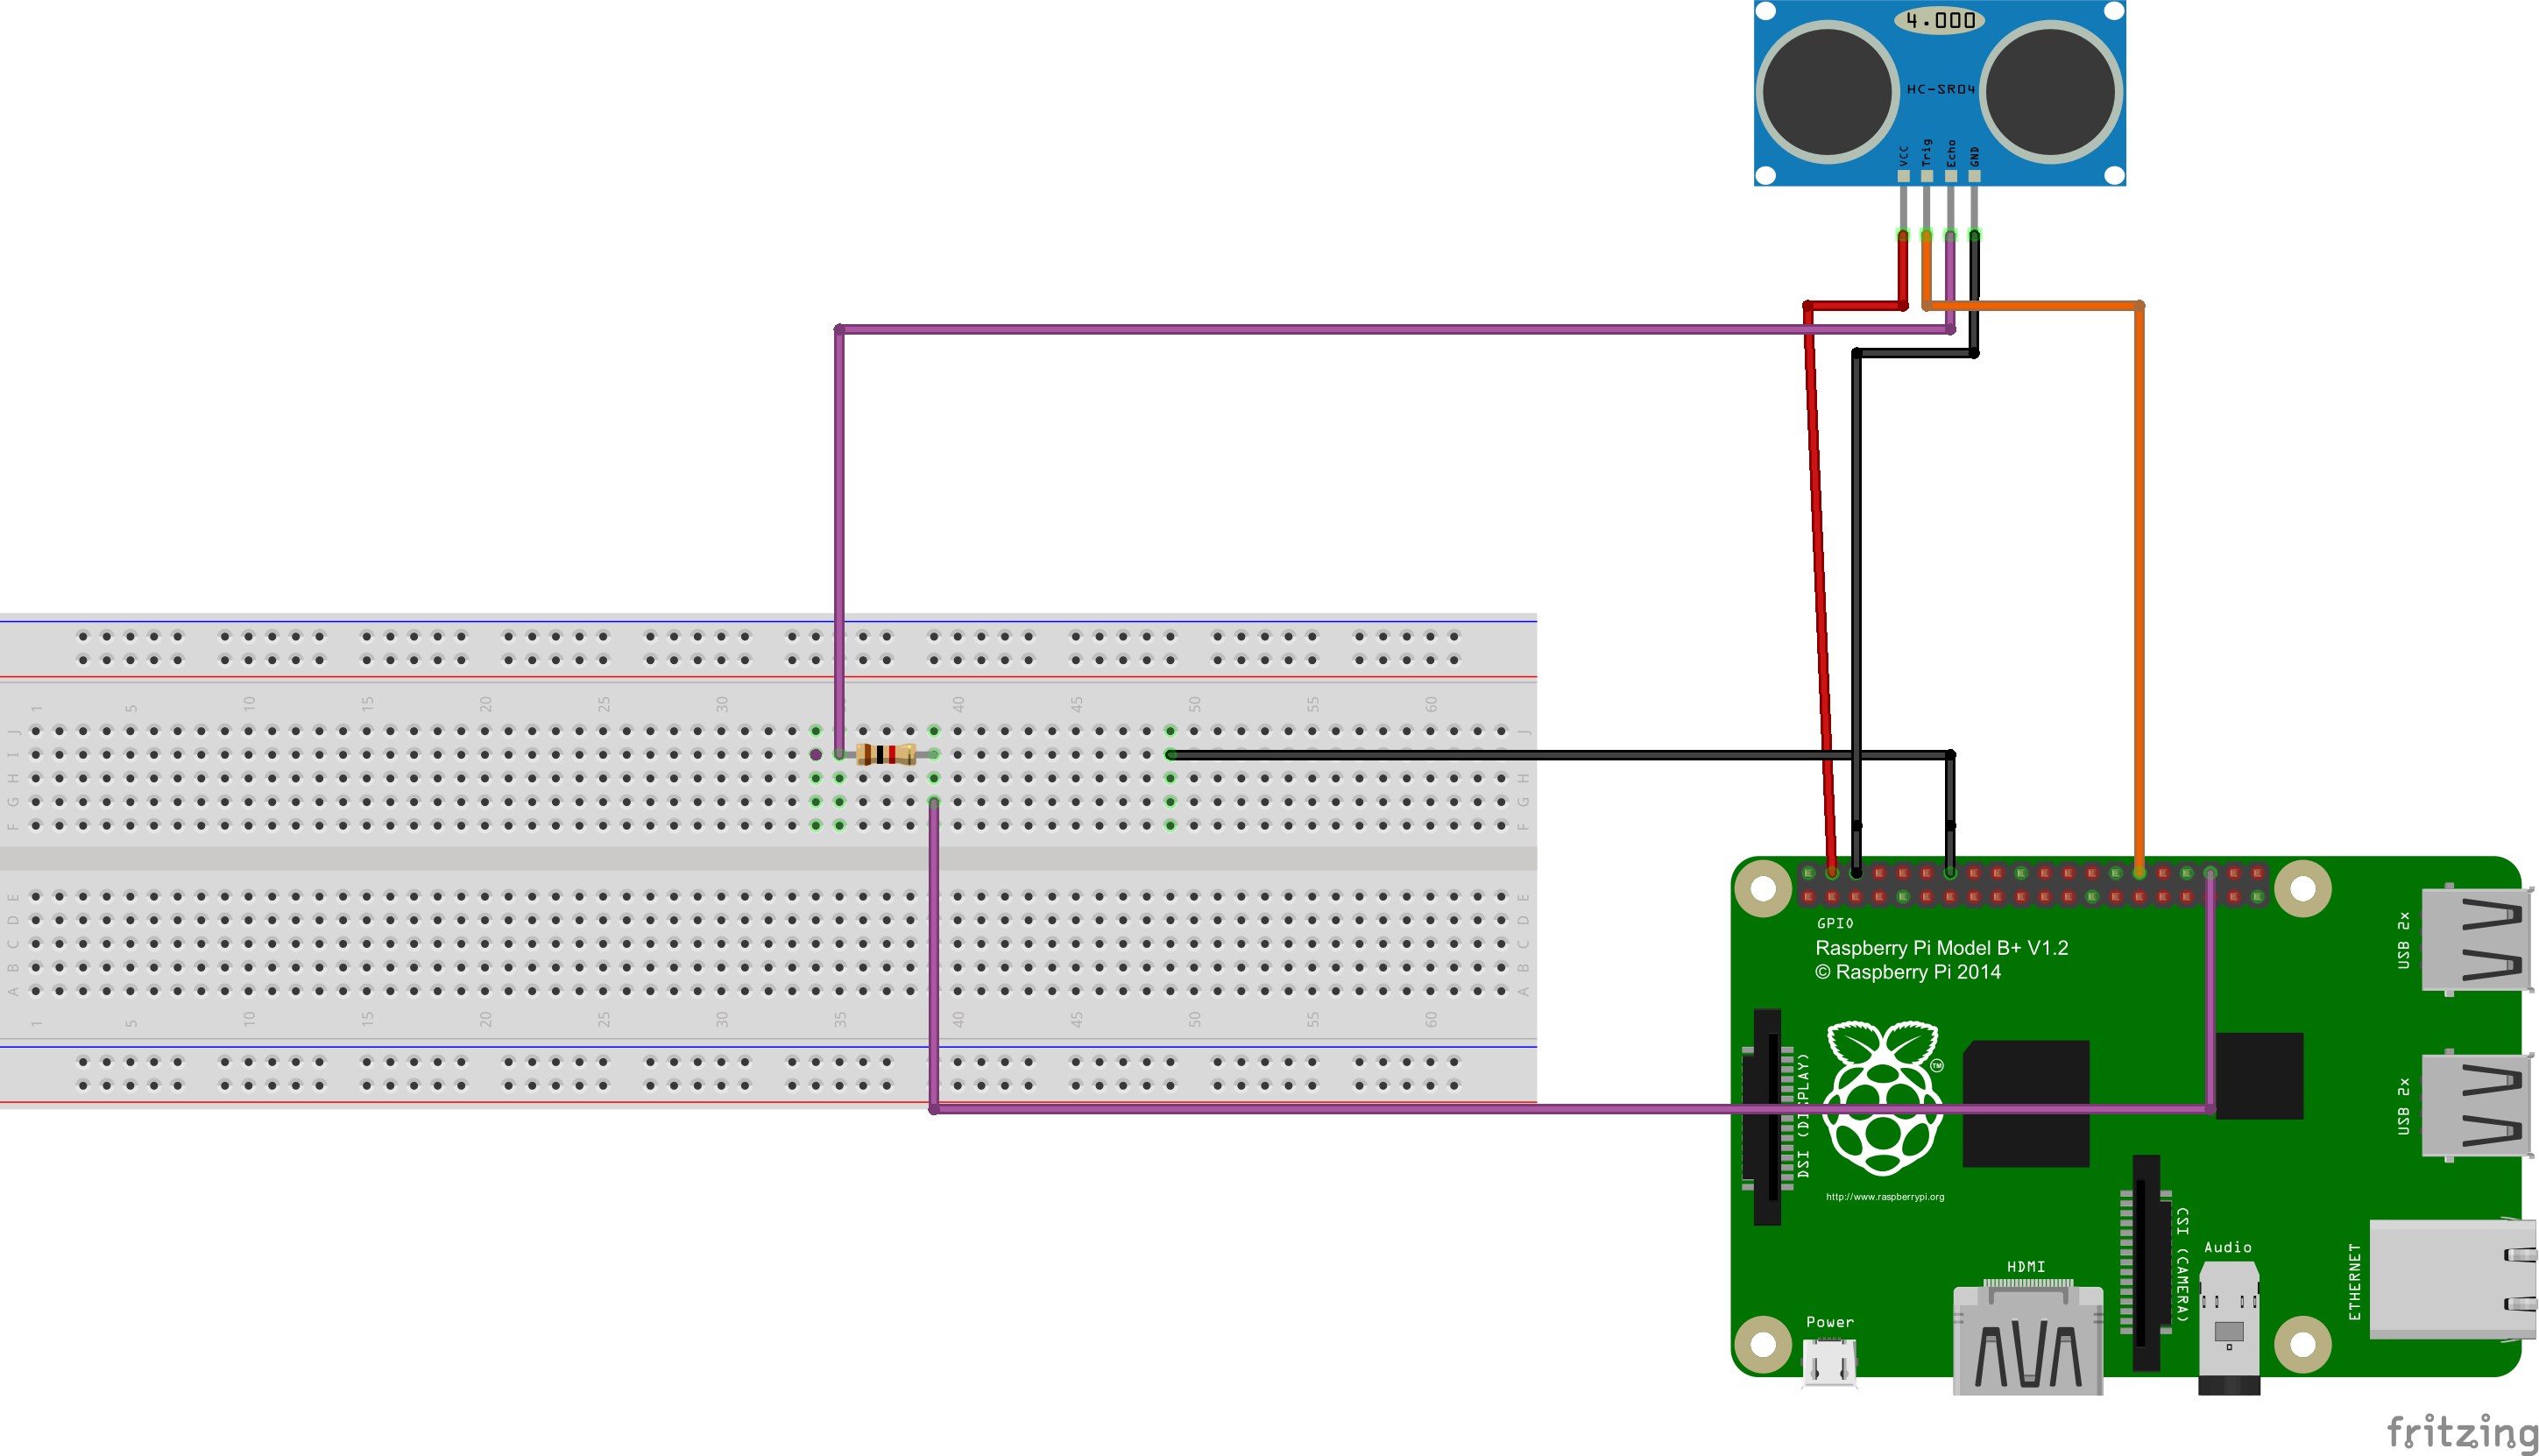 4.000
HC-SR04
VCC Trig Echo GND
1 5 10 15 20 25 30 40 45 50 55 60
J J
I I
H H
G G
F F
E E
D D
C C
B B
A A
1 5 10 15 20 25 30 35 40 45 50 55 60
GPIO
Raspberry Pi Model B+ V1.2
© Raspberry Pi 2014
USB 2x
TM
DSI (DISPLAY)
USB 2x
http://www.raspberrypi.org
CSI (CAMERA)
Audio
ETHERNET
HDMI
Power
fritzing